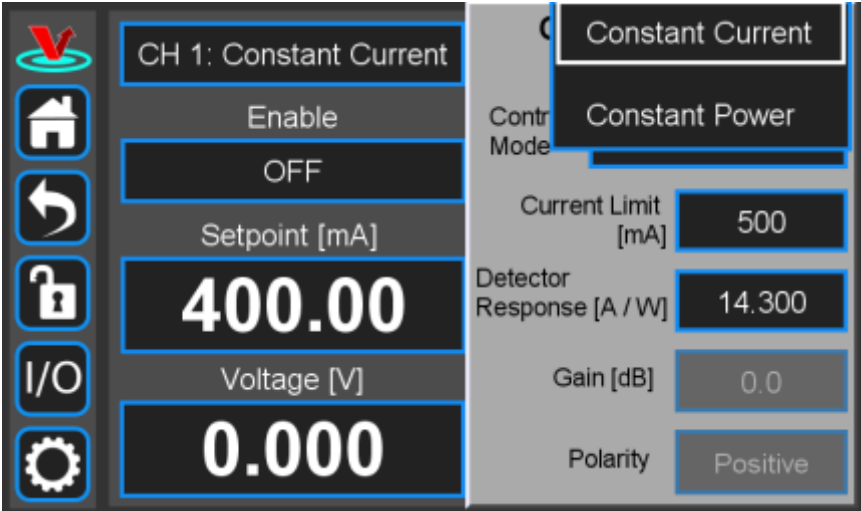 CH 1: Constant Current
Enable
OFF
Setpoint [mA]
400.00
Voltage [V]
0.000
I/O
Constant Current
Constant Power
Mode
Current Limit
[mA]
500
Detector
Response [A / W]
14.300
Gain [dB]
0.0
Polarity
Positive